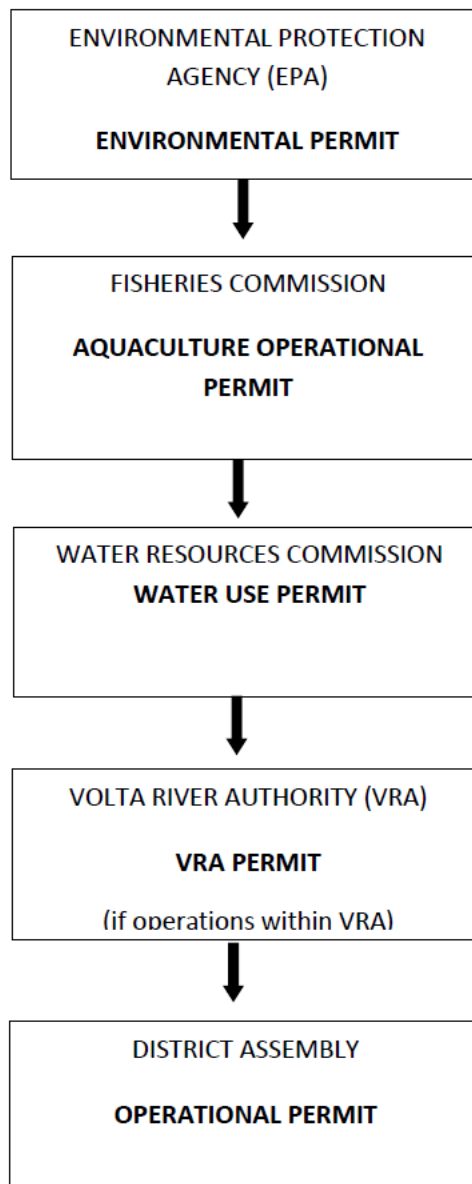 ENVIRONMENTAL PROTECTION
AGENCY (EPA)
ENVIRONMENTAL PERMIT
FISHERIES COMMISSION
AQUACULTURE OPERATIONAL
PERMIT
WATER RESOURCES COMMISSION
WATER USE PERMIT
VOLTA RIVER AUTHORITY (VRA)
VRA PERMIT
(if operations within VRA)
DISTRICT ASSEMBLY
OPERATIONAL PERMIT